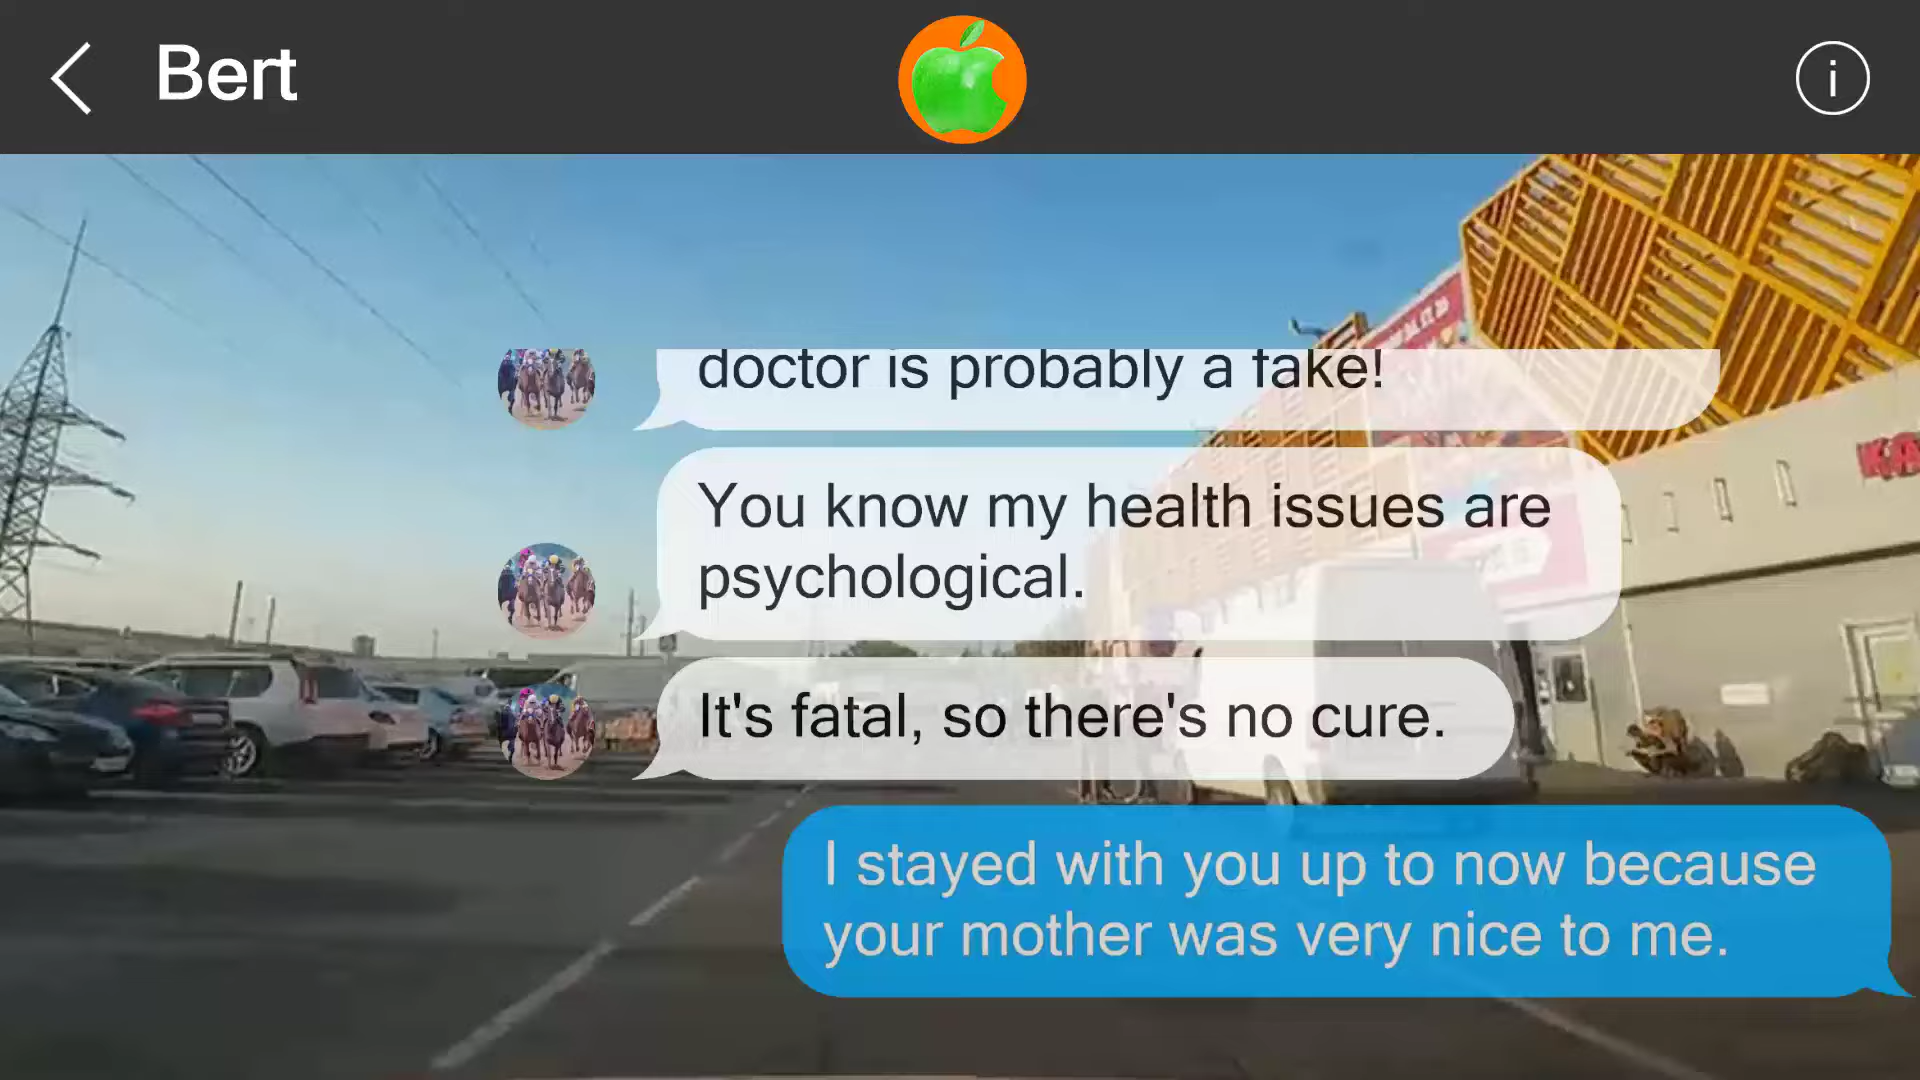 Bert
i
doctor is probably a fake!
You know my health issues are
psychological.
It's fatal, so there's no cure.
I stayed with you up to now because
your mother was very nice to me.